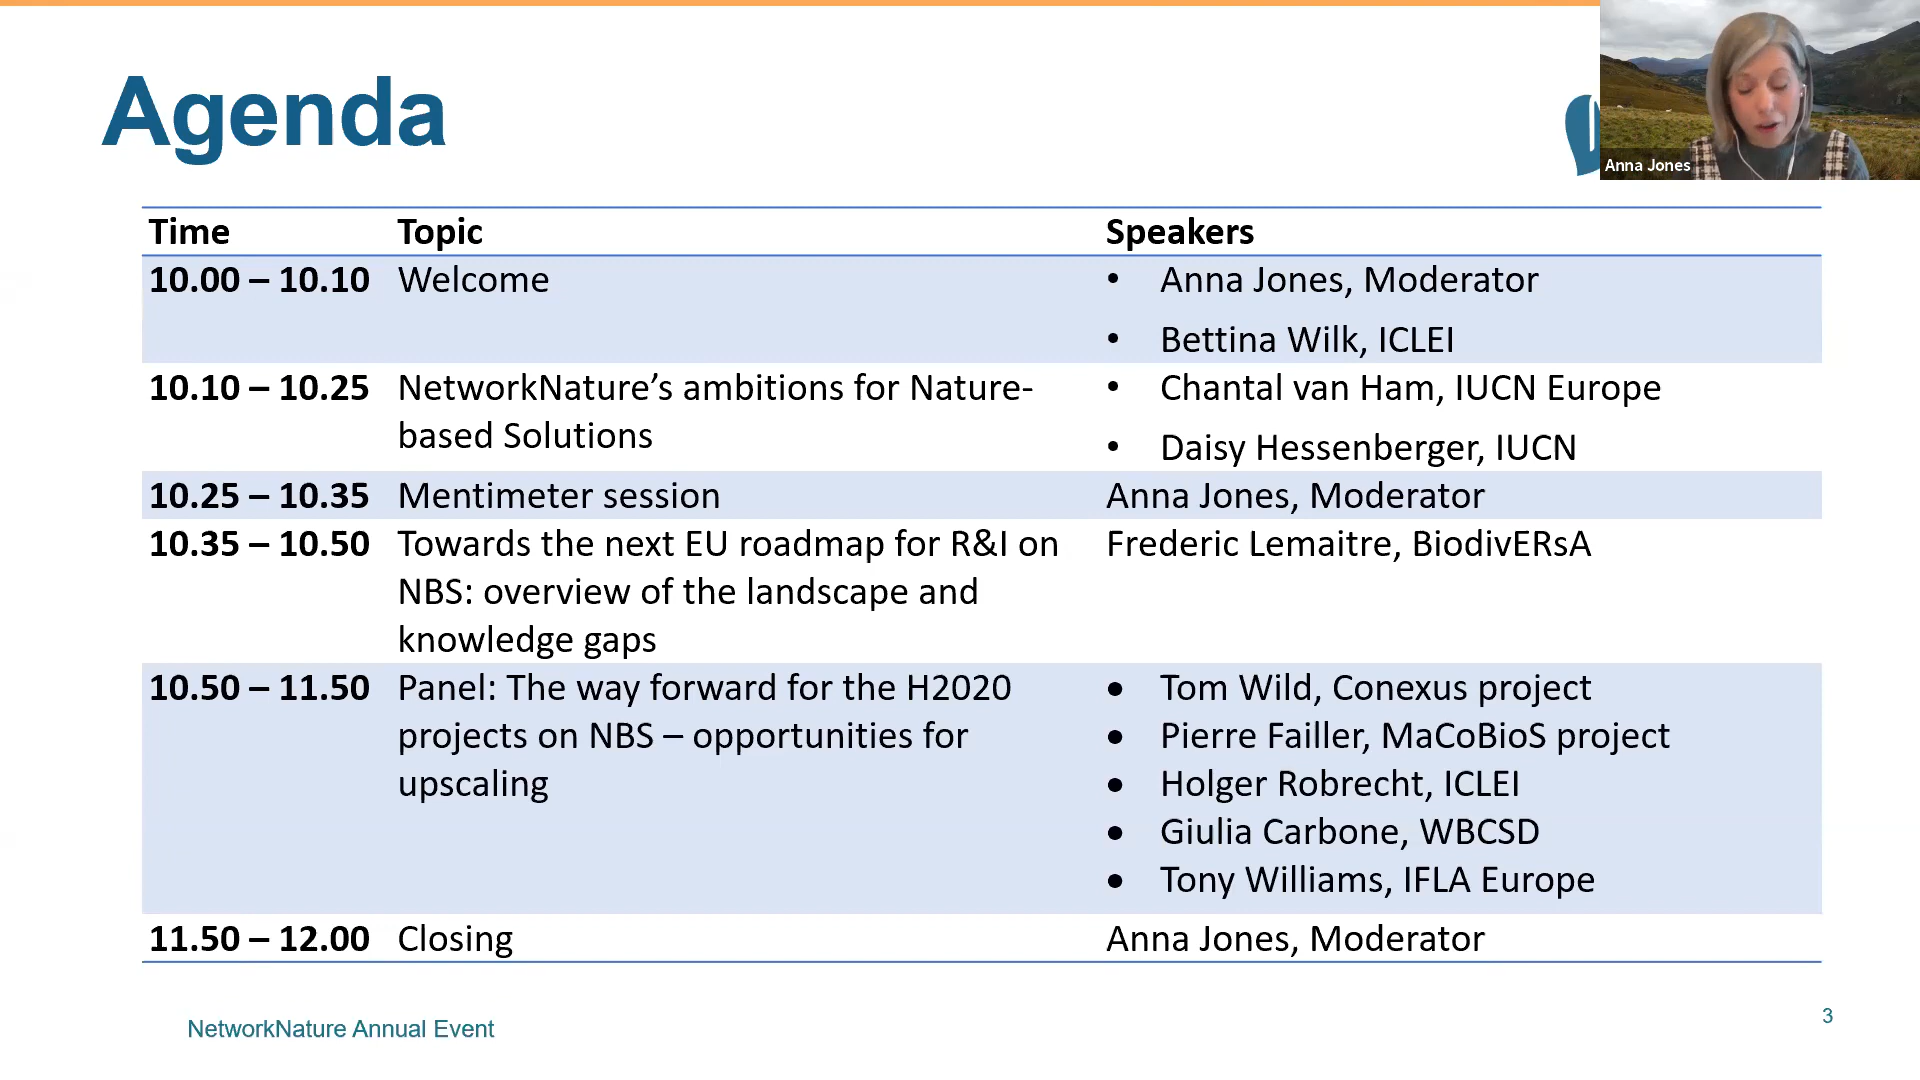 Agenda
Anna Jones
Time Topic Speakers
10.00 – 10.10 Welcome • Anna Jones, Moderator
• Bettina Wilk, ICLEI
10.10 – 10.25 NetworkNature’s ambitions for Nature- • Chantal van Ham, IUCN Europe
based Solutions • Daisy Hessenberger, IUCN
10.25 – 10.35 Mentimeter session Anna Jones, Moderator
10.35 – 10.50 Towards the next EU roadmap for R&I on Frederic Lemaitre, BiodivERsA
NBS: overview of the landscape and
knowledge gaps
10.50 – 11.50 Panel: The way forward for the H2020 • Tom Wild, Conexus project
projects on NBS – opportunities for • Pierre Failler, MaCoBioS project
upscaling • Holger Robrecht, ICLEI
• Giulia Carbone, WBCSD
• Tony Williams, IFLA Europe
11.50 – 12.00 Closing Anna Jones, Moderator
NetworkNature Annual Event 3